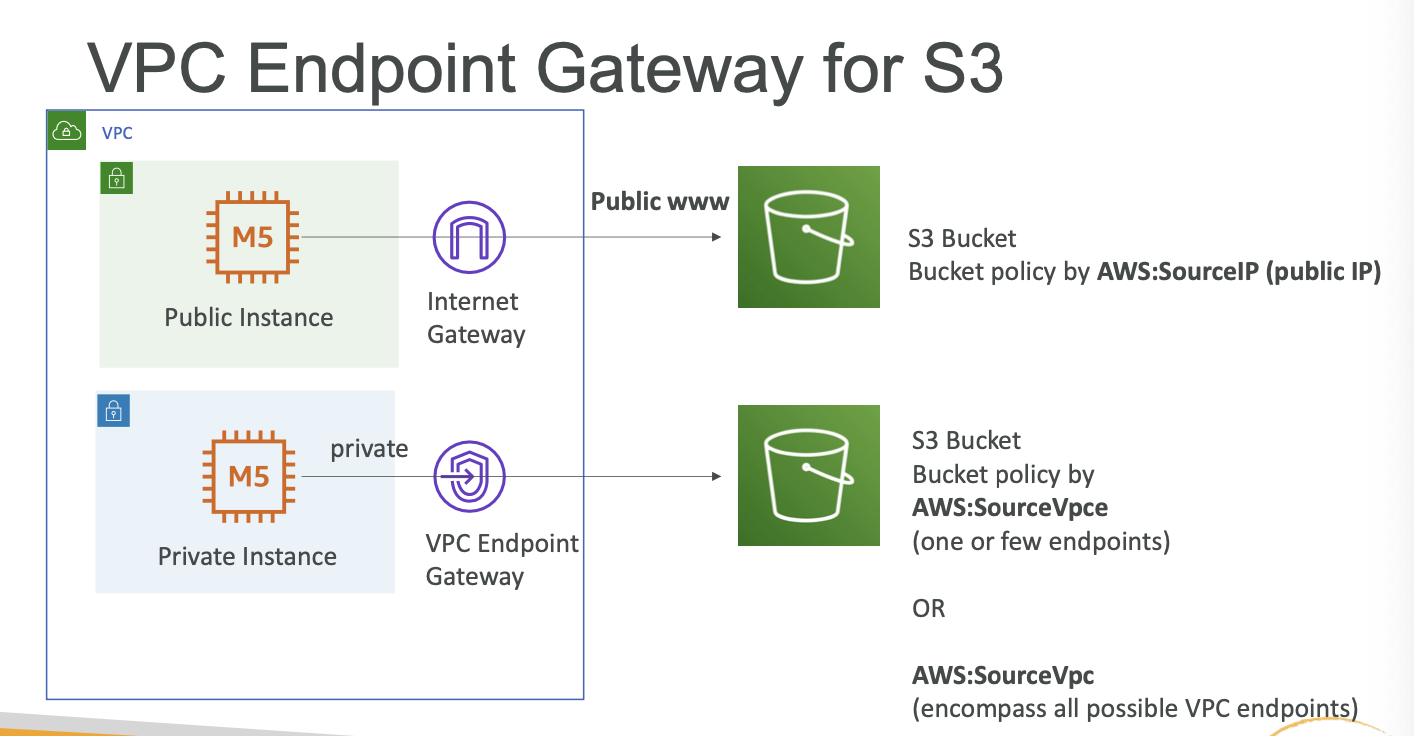 VPC Endpoint Gateway for S3
VPC
M5
Public Instance
Internet
Gateway
Public www
S3 Bucket
Bucket policy by AWS:SourceIP (public IP)
M5
private
Private Instance
VPC Endpoint
Gateway
S3 Bucket
Bucket policy by
AWS:SourceVpce
(one or few endpoints)
OR
AWS:SourceVpc
(encompass all possible VPC endpoints)